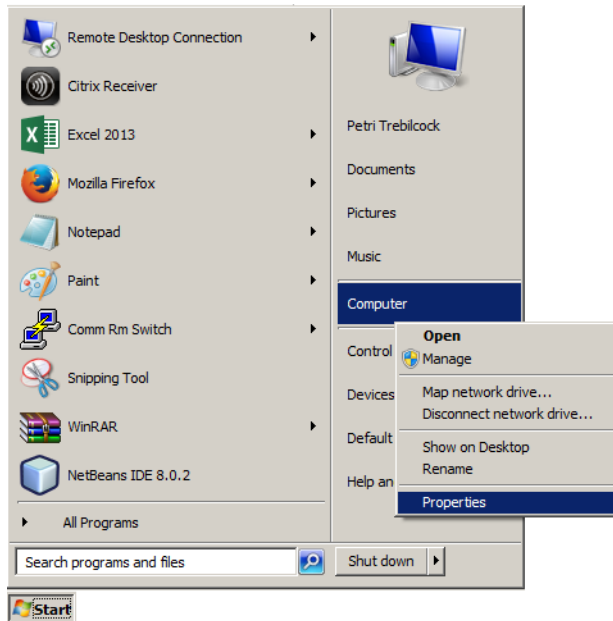 Remote Desktop Connection
Citrix Receiver
Excel 2013
Mozilla Firefox
Notepad
Paint
Comm Rm Switch
Snipping Tool
WinRAR
NetBeans IDE 8.0.2
All Programs
Search programs and files
Petri Trebilcock
Documents
Pictures
Music
Computer
Control
Devices
Default
Help an
Shut down
Open
Manage
Map network drive...
Disconnect network drive...
Show on Desktop
Rename
Properties
Start